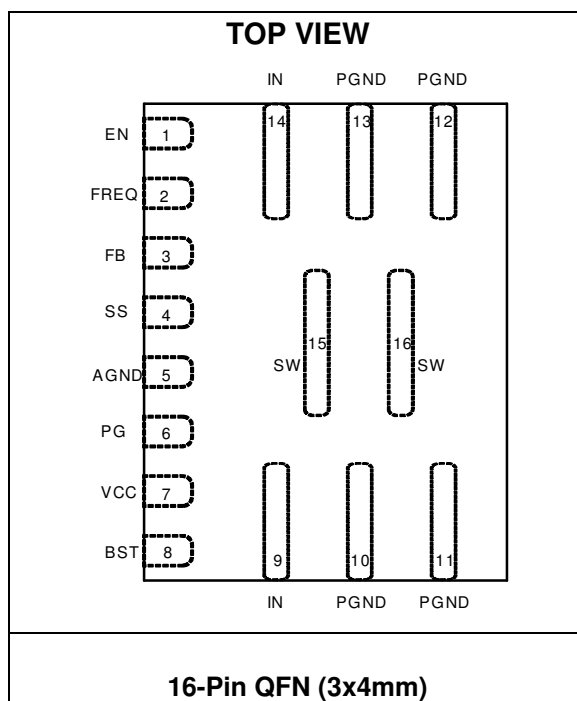 TOP VIEW
IN PGND PGND
14 13 12
EN 1
FREQ 2
FB 3
SS 4
15 16
SW SW
AGND 5
PG 6
VCC 7
BST 8
9 10 11
IN PGND PGND
16-Pin QFN (3x4mm)